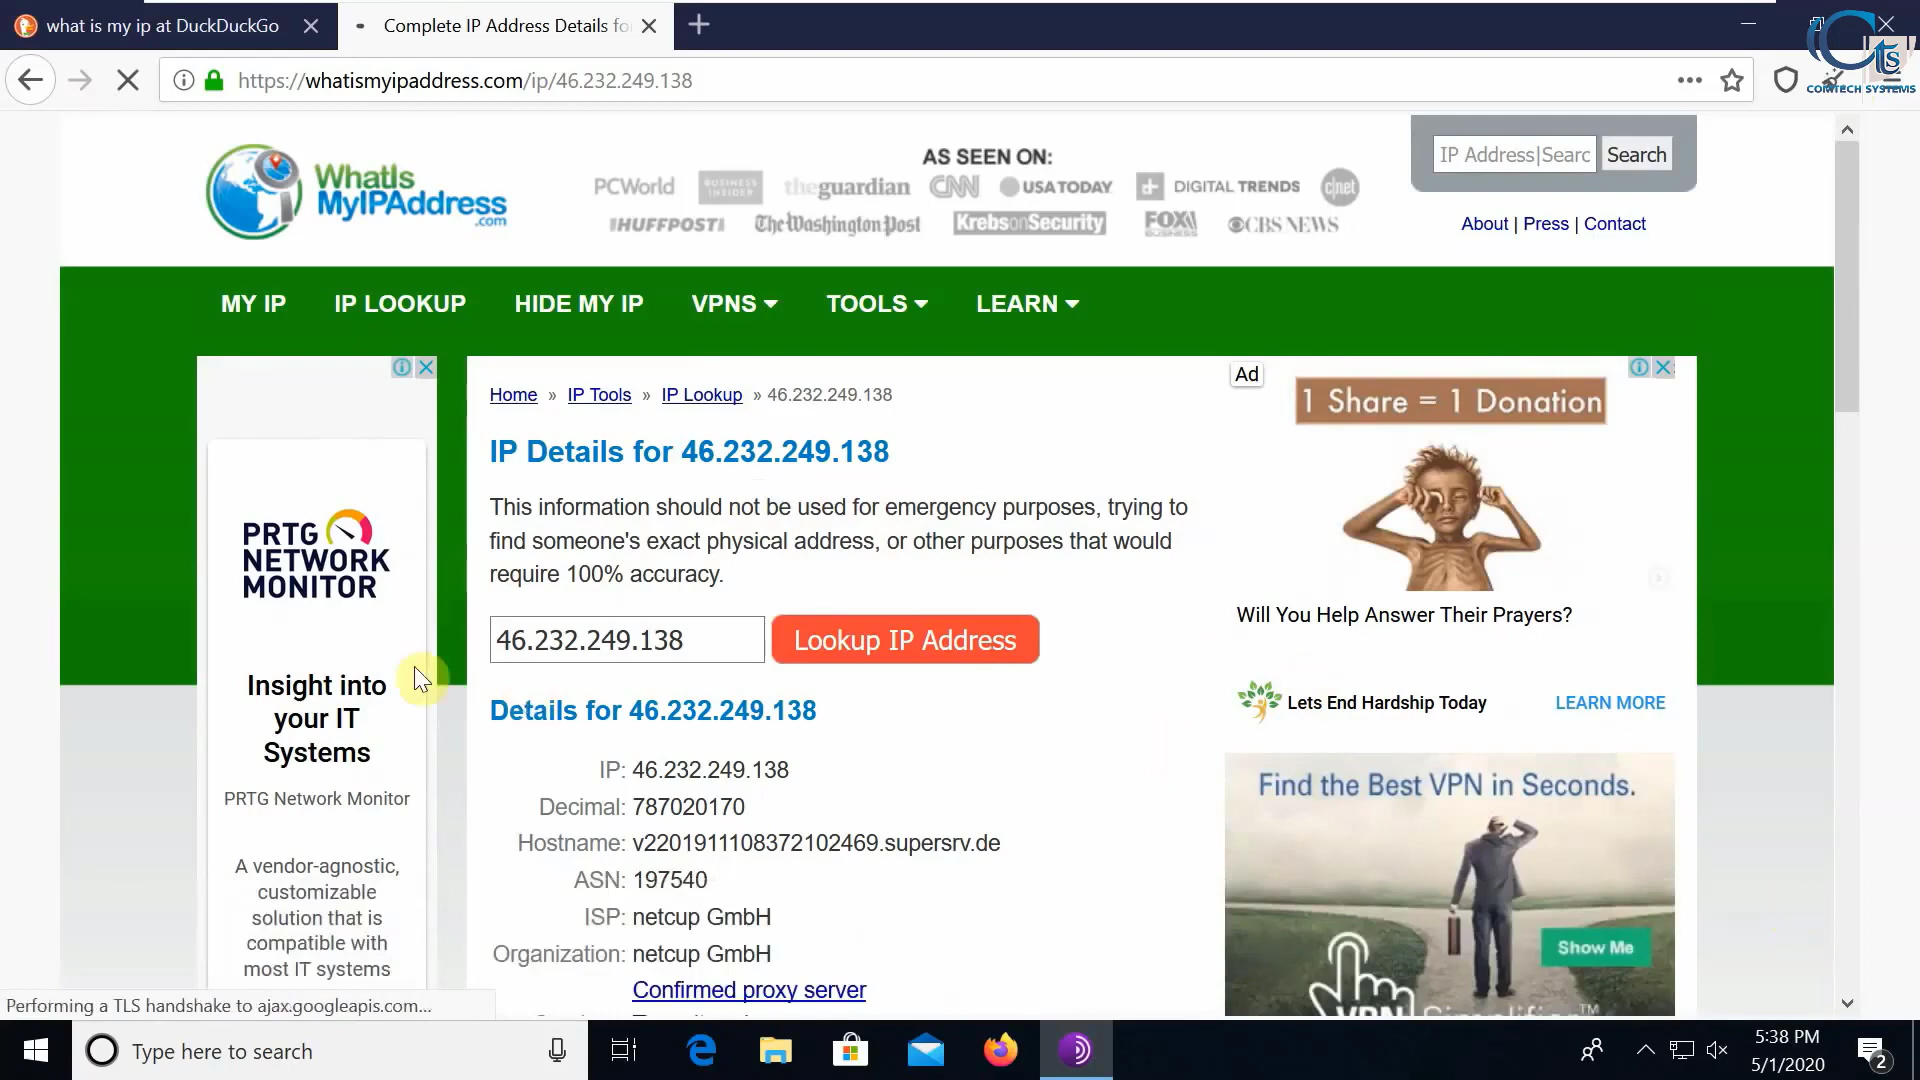 what is my ip at DuckDuckGo
Complete IP Address Details fo
https://whatismyipaddress.com/ip/46.232.249.138
Cts
COMTECH SYSTEMS
WhatIs
MyIPAddress
.com
AS SEEN ON:
PCWorld
BUSINESS
INSIDER
theguardian
CNN
USA TODAY
DIGITAL TRENDS
c|net
IHUFFPOSTI
The Washington Post
KrebsonSecurity
FOX
BUSINESS
CBS NEWS
IP Address|Searc
Search
About | Press | Contact
MY IP
IP LOOKUP
HIDE MY IP
VPNS
TOOLS
LEARN
Home » IP Tools » IP Lookup » 46.232.249.138
IP Details for 46.232.249.138
This information should not be used for emergency purposes, trying to
find someone's exact physical address, or other purposes that would
require 100% accuracy.
46.232.249.138
Lookup IP Address
Details for 46.232.249.138
IP: 46.232.249.138
Decimal: 787020170
Hostname: v2201911108372102469.supersrv.de
ASN: 197540
ISP: netcup GmbH
Organization: netcup GmbH
Confirmed proxy server
PRTG
NETWORK
MONITOR
Insight into
your IT
Systems
PRTG Network Monitor
A vendor-agnostic,
customizable
solution that is
compatible with
most IT systems
Ad
1 Share = 1 Donation
Will You Help Answer Their Prayers?
Lets End Hardship Today
LEARN MORE
Find the Best VPN in Seconds.
Show Me
Performing a TLS handshake to ajax.googleapis.com...
Type here to search
5:38 PM
5/1/2020
2